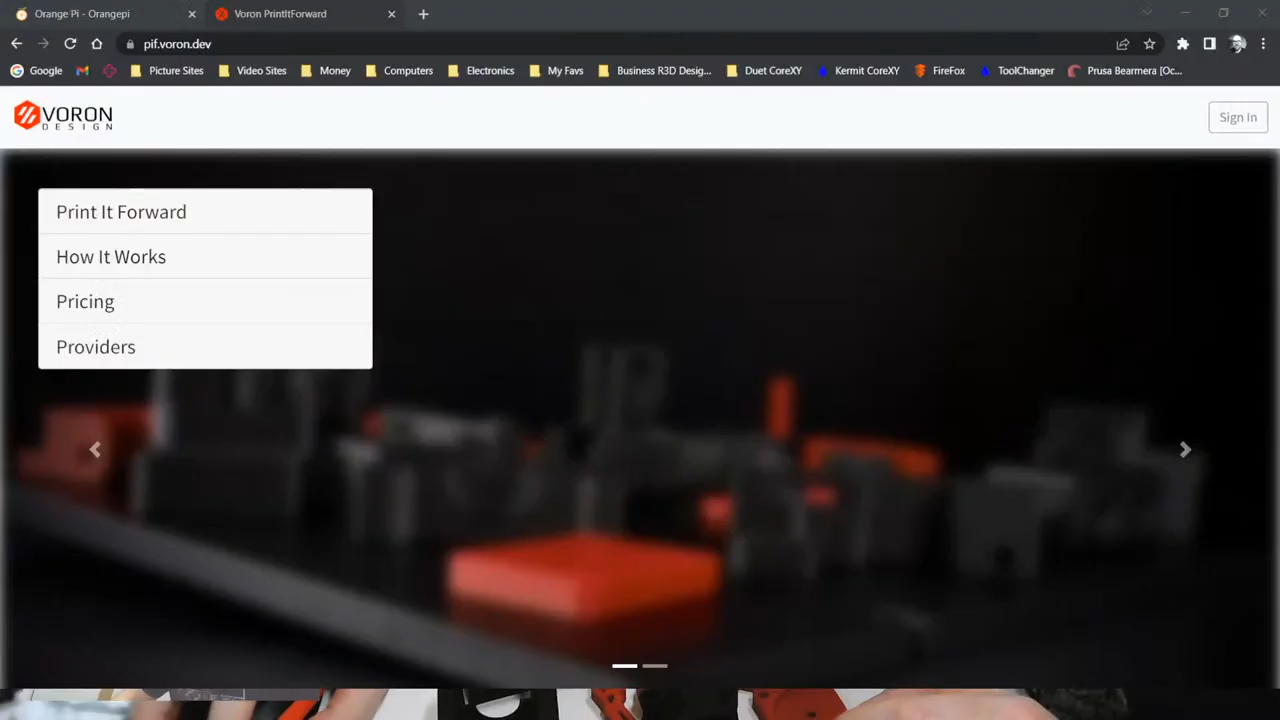 Orange Pi - Orangepi
Voron PrintItForward
pif.voron.dev
Google
Picture Sites
Video Sites
Money
Computers
Electronics
My Favs
Business R3D Desig...
Duet CoreXY
Kermit CoreXY
FireFox
ToolChanger
Prusa Bearmera [Oc...
VORON
DESIGN
Sign In
Print It Forward
How It Works
Pricing
Providers